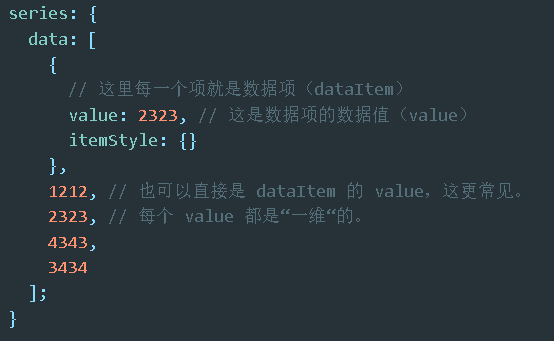 series: {
  data: [
    {
      // 这里每一个项就是数据项（dataItem）
      value: 2323, // 这是数据项的数据值（value）
      itemStyle: {}
    },
    1212, // 也可以直接是 dataItem 的 value，这更常见。
    2323, // 每个 value 都是“一维“的。
    4343,
    3434
  ];
}